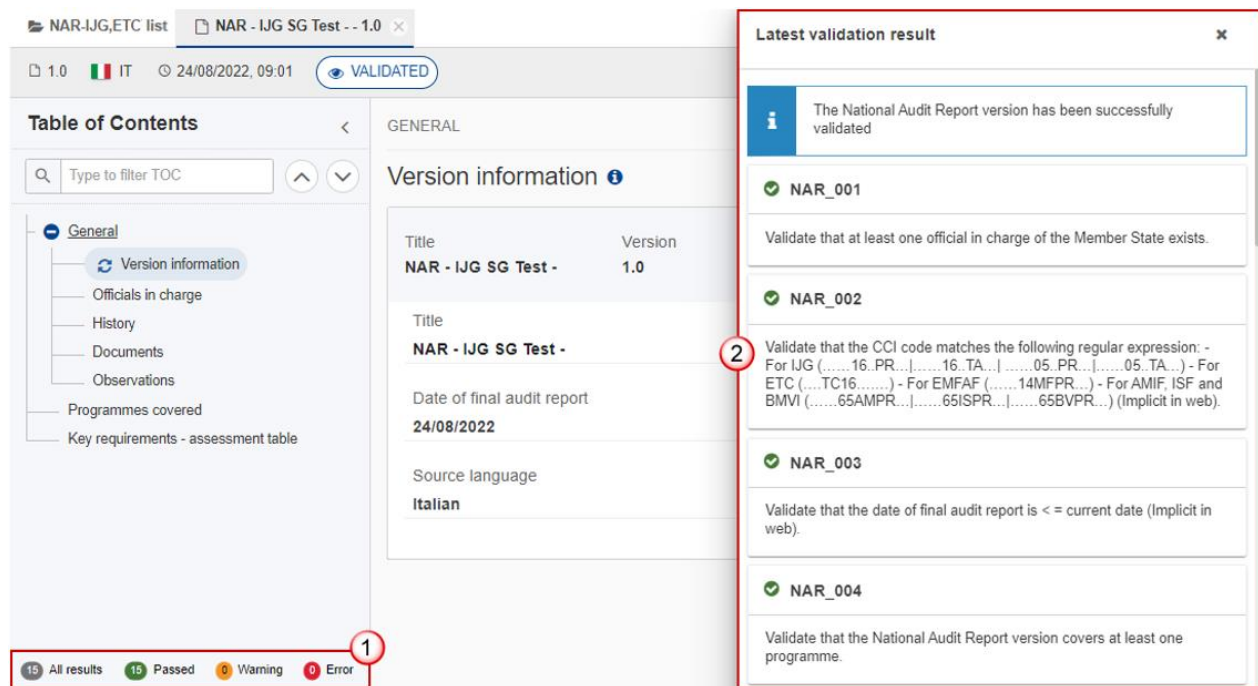 NAR-IJG,ETC list
NAR - IJG SG Test - - 1.0
1.0 IT 24/08/2022, 09:01 VALIDATED
Table of Contents
Type to filter TOC
General
Version information
Officials in charge
History
Documents
Observations
Programmes covered
Key requirements - assessment table
15 All results 15 Passed 0 Warning 0 Error
1
GENERAL
Version information
Title Version
NAR - IJG SG Test - 1.0
Title
NAR - IJG SG Test -
Date of final audit report
24/08/2022
Source language
Italian
2
Latest validation result
The National Audit Report version has been successfully
validated
NAR_001
Validate that at least one official in charge of the Member State exists.
NAR_002
Validate that the CCI code matches the following regular expression: -
For IJG (......16..PR...|......16..TA...| ......05..PR...|......05..TA...) - For
ETC (....TC16.......) - For EMFAF (......14MFPR...) - For AMIF, ISF and
BMVI (......65AMPR...|......65ISPR...|......65BVPR...) (Implicit in web).
NAR_003
Validate that the date of final audit report is < = current date (Implicit in
web).
NAR_004
Validate that the National Audit Report version covers at least one
programme.